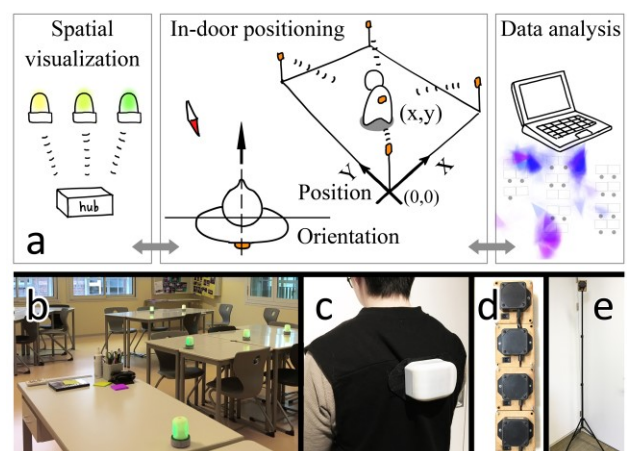 Spatial
visualization
In-door positioning
Data analysis
(x,y)
hub
Y
X
Position
(0,0)
Orientation
a
b
c
d
e